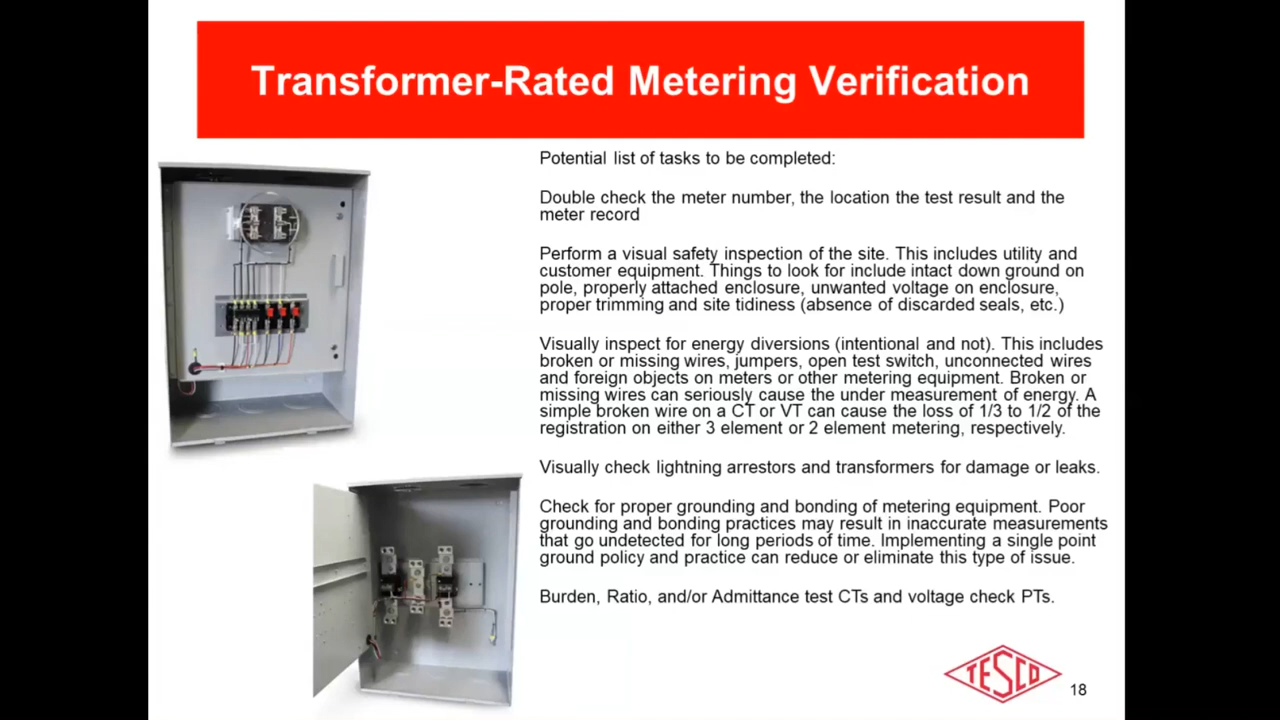 Transformer-Rated Metering Verification
Potential list of tasks to be completed:
Double check the meter number, the location the test result and the
meter record
Perform a visual safety inspection of the site. This includes utility and
customer equipment. Things to look for include intact down ground on
pole, properly attached enclosure, unwanted voltage on enclosure,
proper trimming and site tidiness (absence of discarded seals, etc.)
Visually inspect for energy diversions (intentional and not). This includes
broken or missing wires, jumpers, open test switch, unconnected wires
and foreign objects on meters or other metering equipment. Broken or
missing wires can seriously cause the under measurement of energy. A
simple broken wire on a CT or VT can cause the loss of 1/3 to 1/2 of the
registration on either 3 element or 2 element metering, respectively.
Visually check lightning arrestors and transformers for damage or leaks.
Check for proper grounding and bonding of metering equipment. Poor
grounding and bonding practices may result in inaccurate measurements
that go undetected for long periods of time. Implementing a single point
ground policy and practice can reduce or eliminate this type of issue.
Burden, Ratio, and/or Admittance test CTs and voltage check PTs.
TESCO
18